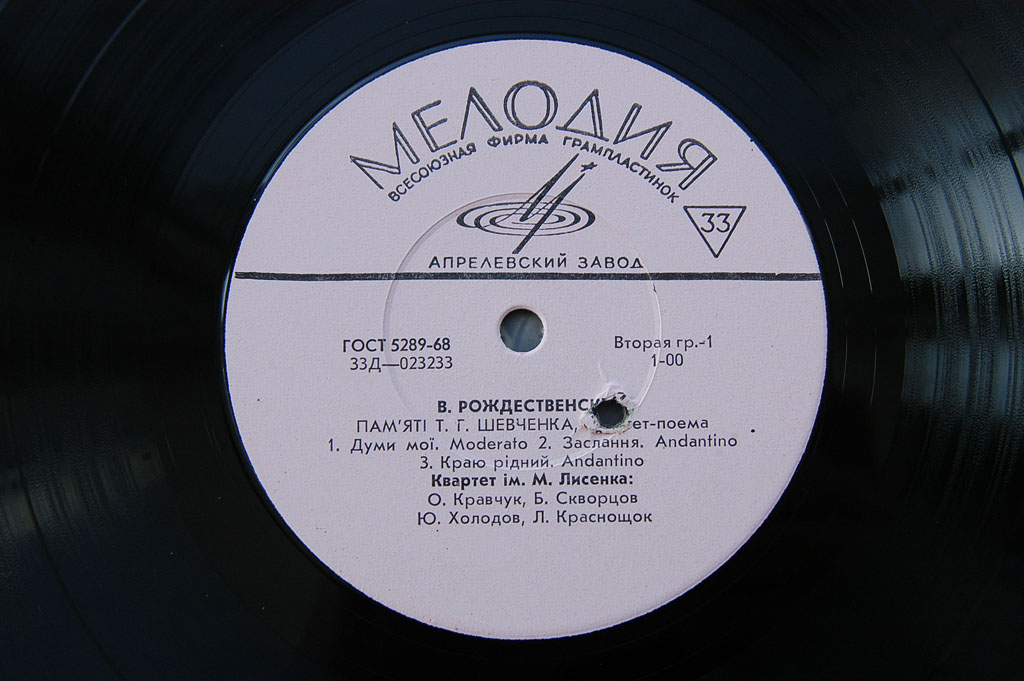 МЕЛОДИЯ
ВСЕСОЮЗНАЯ ФИРМА ГРАМПЛАСТИНОК
33
АПРЕЛЕВСКИЙ ЗАВОД
ГОСТ 5289-68
33Д—023233
Вторая гр.-1
1-00
В. РОЖДЕСТВЕНСК
ПАМ’ЯТІ Т. Г. ШЕВЧЕНКА, ет-поема
1. Думи мої. Moderato 2. Заслання. Andantino
3. Краю рідний. Andantino
Квартет ім. М. Лисенка:
О. Кравчук, Б. Скворцов
Ю. Холодов, Л. Краснощок